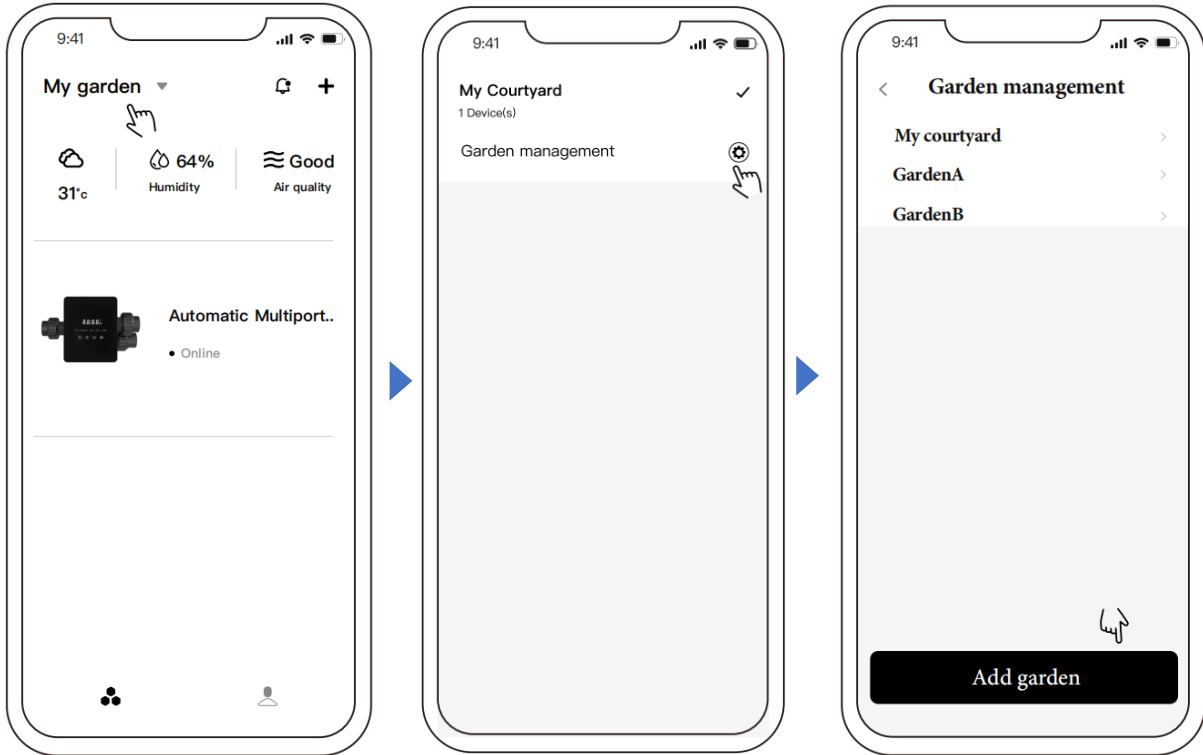 9:41
My garden
31°c
64%
Humidity
Good
Air quality
Automatic Multiport..
Online
9:41
My Courtyard
1 Device(s)
Garden management
9:41
Garden management
My courtyard
GardenA
GardenB
Add garden